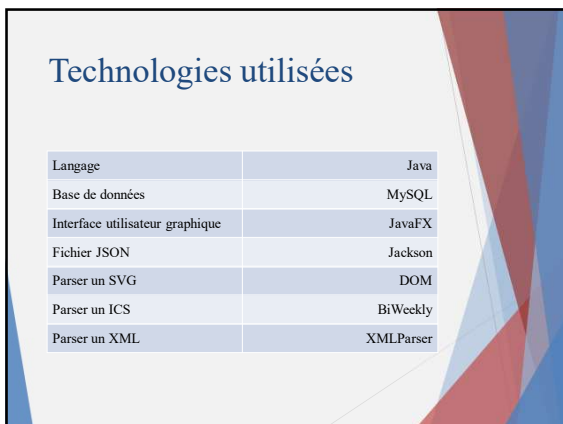 Technologies utilisées
Langage Java
Base de données MySQL
Interface utilisateur graphique JavaFX
Fichier JSON Jackson
Parser un SVG DOM
Parser un ICS BiWeekly
Parser un XML XMLParser